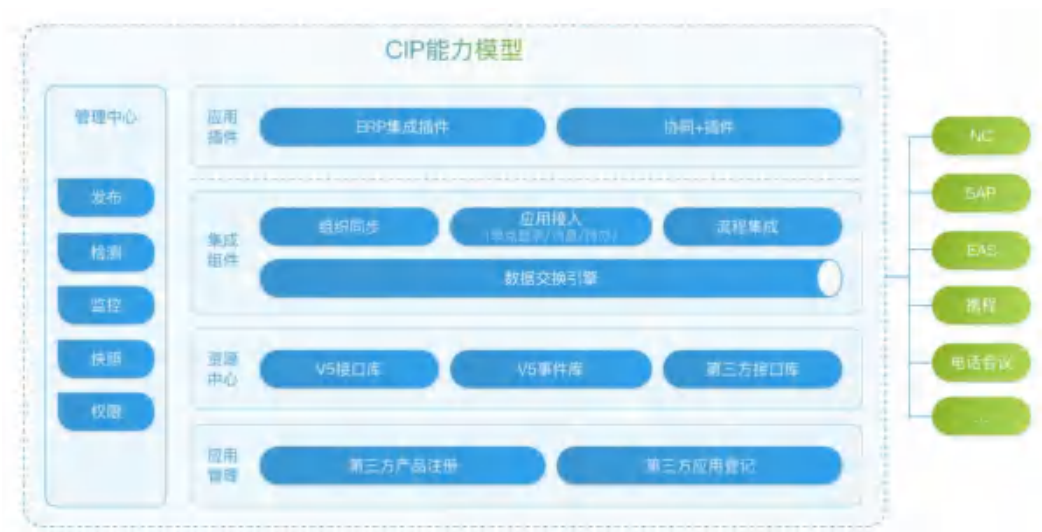 CIP能力模型
管理中心
发布
检测
监控
快照
权限
应用
插件
ERP集成插件
协同+插件
集成
组件
组织同步
应用接入
流程集成
数据交换引擎
资源
中心
V5接口库
V5事件库
第三方接口库
应用
管理
第三方产品注册
第三方应用登记
NC
SAP
EAS
携程
电话会议
...